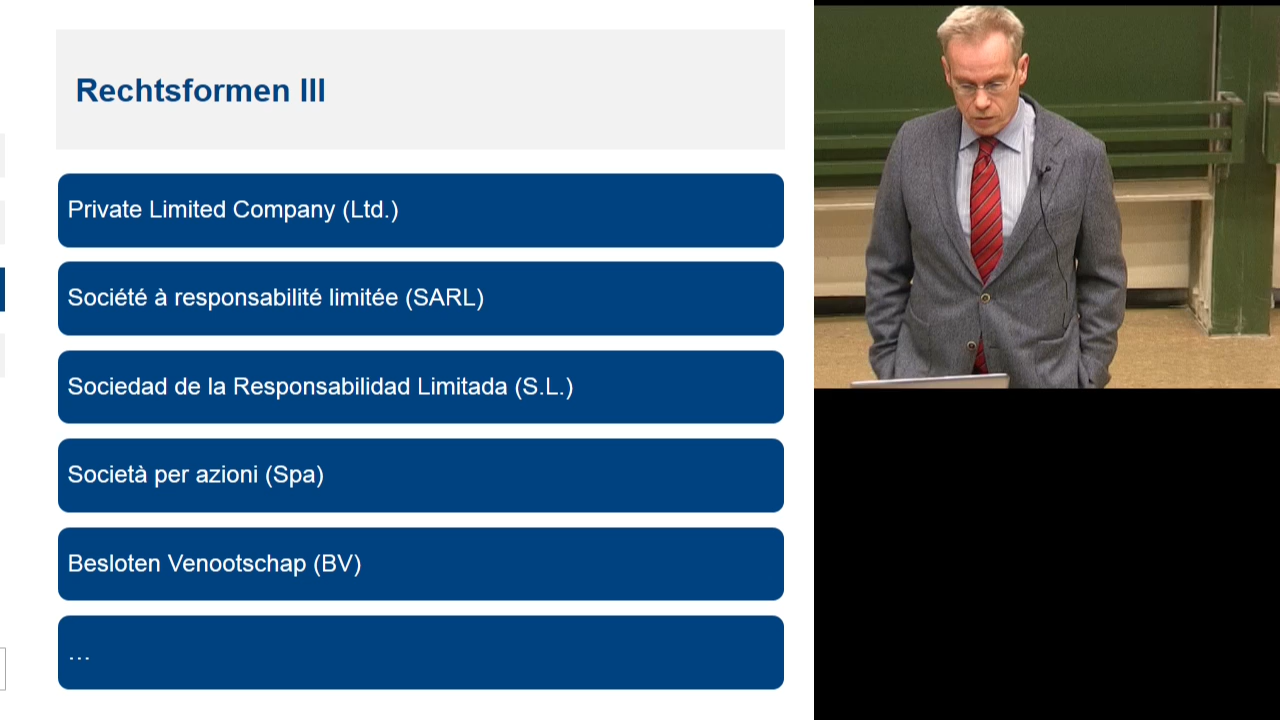 Rechtsformen III
Private Limited Company (Ltd.)
Société à responsabilité limitée (SARL)
Sociedad de la Responsabilidad Limitada (S.L.)
Società per azioni (Spa)
Besloten Venootschap (BV)
...